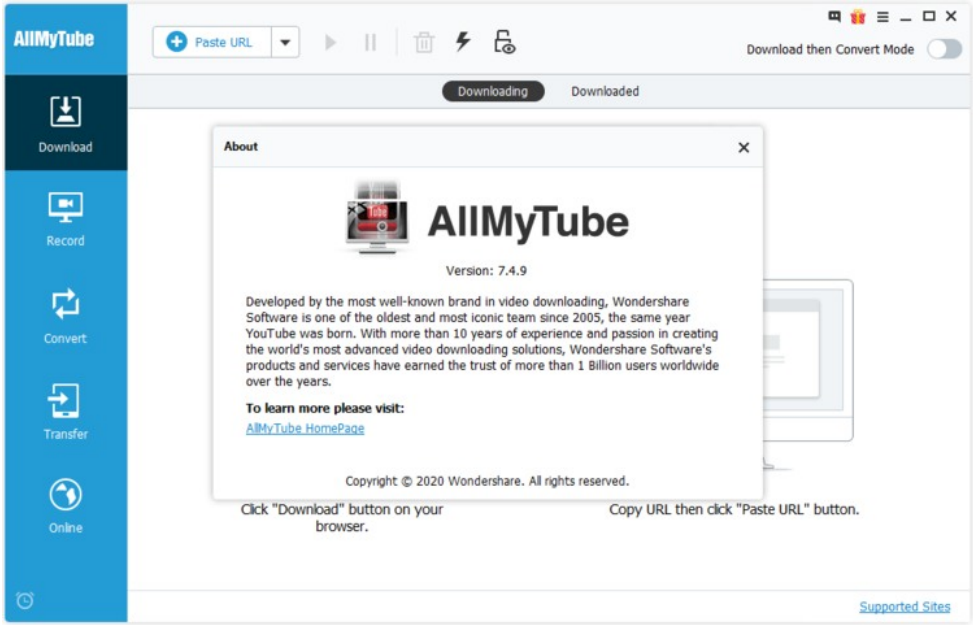 AllMyTube
Paste URL
Download then Convert Mode
Downloading
Downloaded
Download
Record
Convert
Transfer
Online
About
Tube
AllMyTube
Version: 7.4.9
Developed by the most well-known brand in video downloading, Wondershare
Software is one of the oldest and most iconic team since 2005, the same year
YouTube was born. With more than 10 years of experience and passion in creating
the world's most advanced video downloading solutions, Wondershare Software's
products and services have earned the trust of more than 1 Billion users worldwide
over the years.
To learn more please visit:
AllMyTube HomePage
Copyright © 2020 Wondershare. All rights reserved.
Click "Download" button on your
browser.
Copy URL then click "Paste URL" button.
Supported Sites